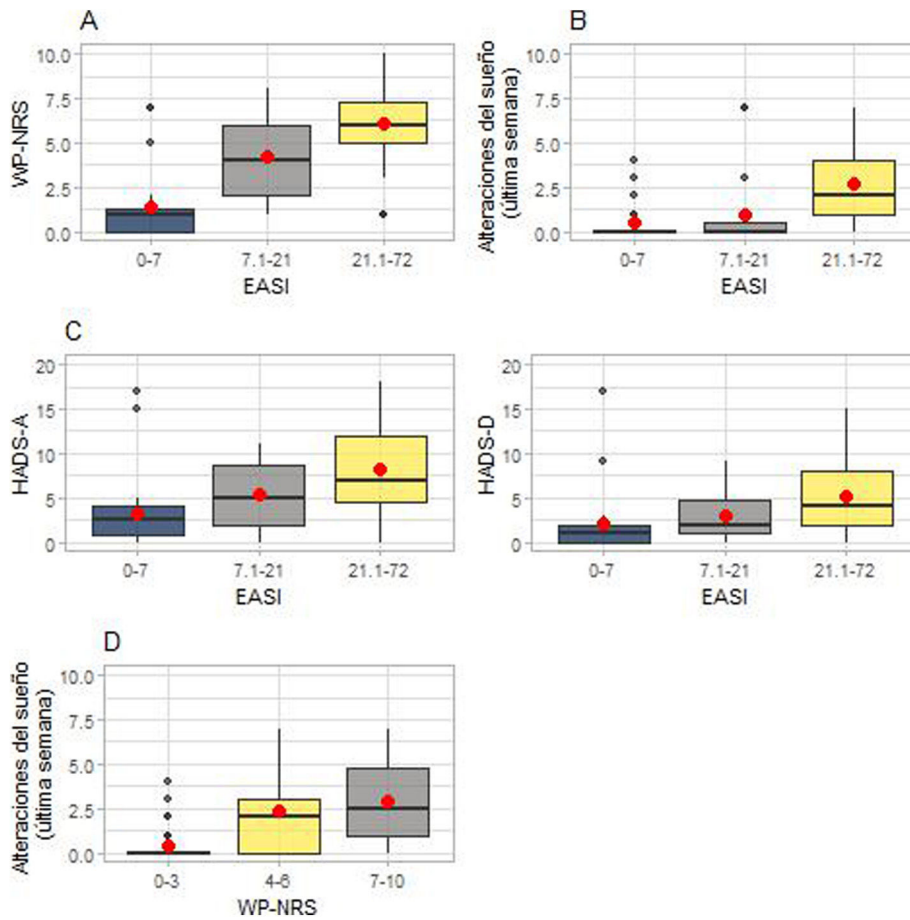 A
WP-NRS
10.0
7.5
5.0
2.5
0.0
0-7
7.1-21
21.1-72
EASI
B
Alteraciones del sueño
(última semana)
10.0
7.5
5.0
2.5
0.0
0-7
7.1-21
21.1-72
EASI
C
HADS-A
20
15
10
5
0
0-7
7.1-21
21.1-72
EASI
HADS-D
20
15
10
5
0
0-7
7.1-21
21.1-72
EASI
D
Alteraciones del sueño
(última semana)
10.0
7.5
5.0
2.5
0.0
0-3
4-6
7-10
WP-NRS